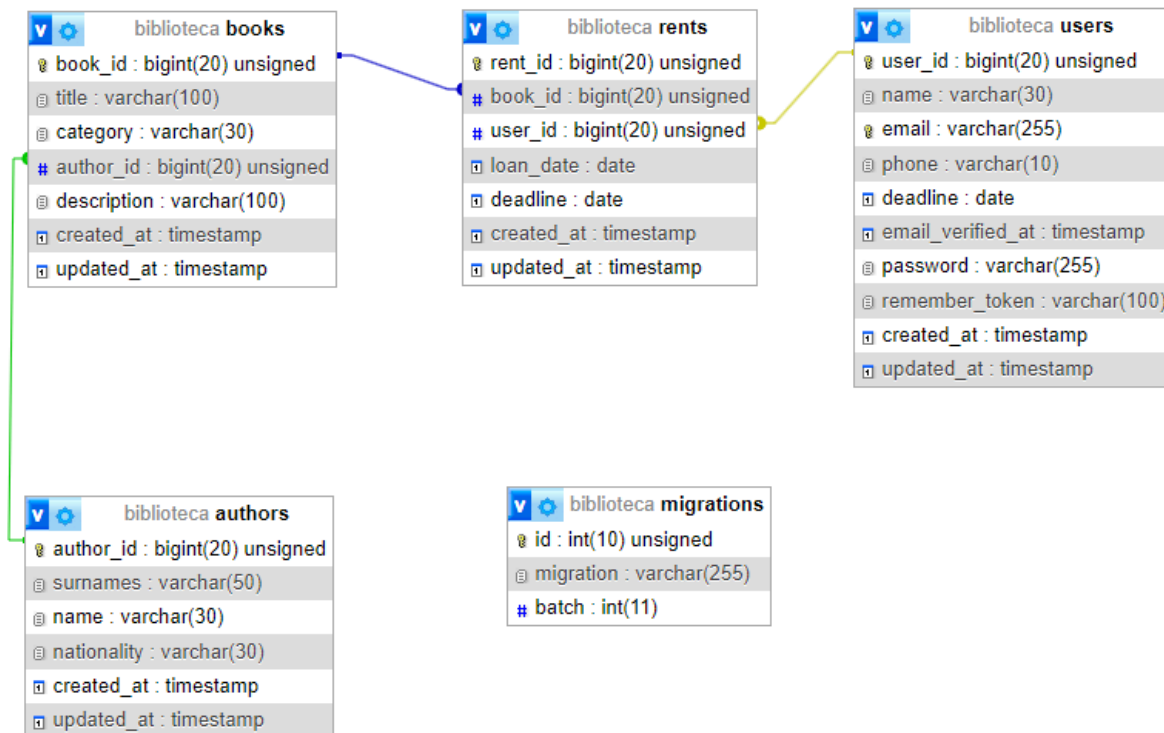 biblioteca books
book_id : bigint(20) unsigned
title : varchar(100)
category : varchar(30)
author_id : bigint(20) unsigned
description : varchar(100)
created_at : timestamp
updated_at : timestamp
biblioteca rents
rent_id : bigint(20) unsigned
book_id : bigint(20) unsigned
user_id : bigint(20) unsigned
loan_date : date
deadline : date
created_at : timestamp
updated_at : timestamp
biblioteca users
user_id : bigint(20) unsigned
name : varchar(30)
email : varchar(255)
phone : varchar(10)
deadline : date
email_verified_at : timestamp
password : varchar(255)
remember_token : varchar(100)
created_at : timestamp
updated_at : timestamp
biblioteca authors
author_id : bigint(20) unsigned
surnames : varchar(50)
name : varchar(30)
nationality : varchar(30)
created_at : timestamp
updated_at : timestamp
biblioteca migrations
id : int(10) unsigned
migration : varchar(255)
batch : int(11)